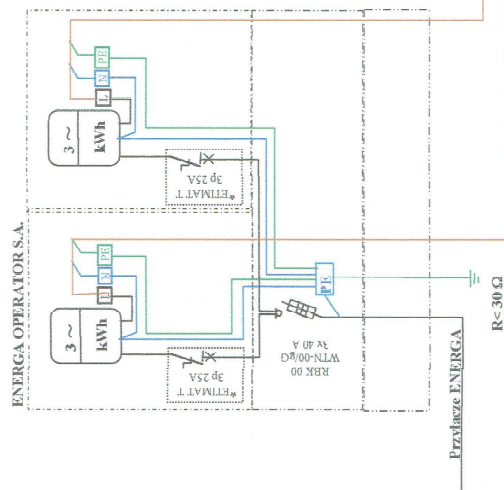 ENERGA OPERATOR S.A.
3 ~
kWh
L
N
PE
*ETIMAT T
3p 25A
3 ~
kWh
L
N
PE
*ETIMAT T
3p 25A
RBK 00
WTN-00/gG
3x 40 A
PE
Przyłącze ENERGA
R< 30 Ω